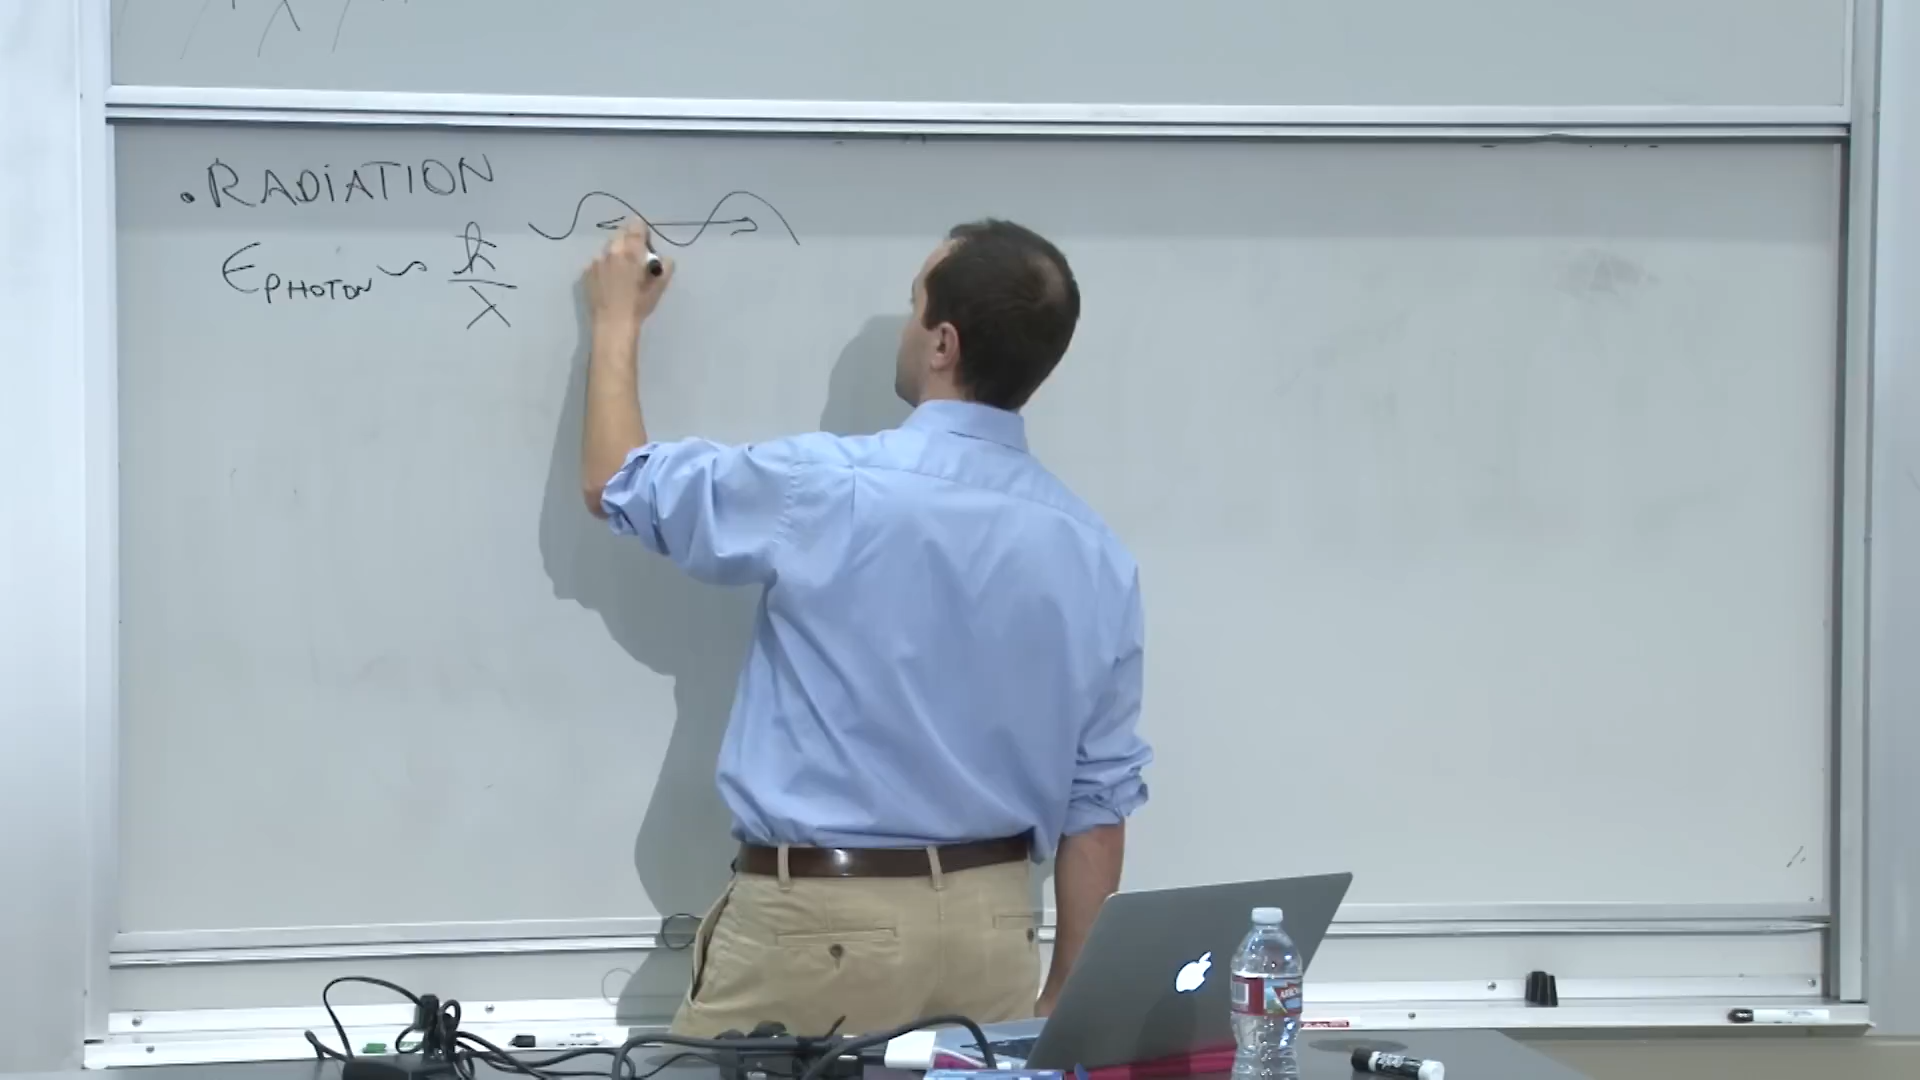 . RADiATION
E_PHOTON ~ ℏ/λ